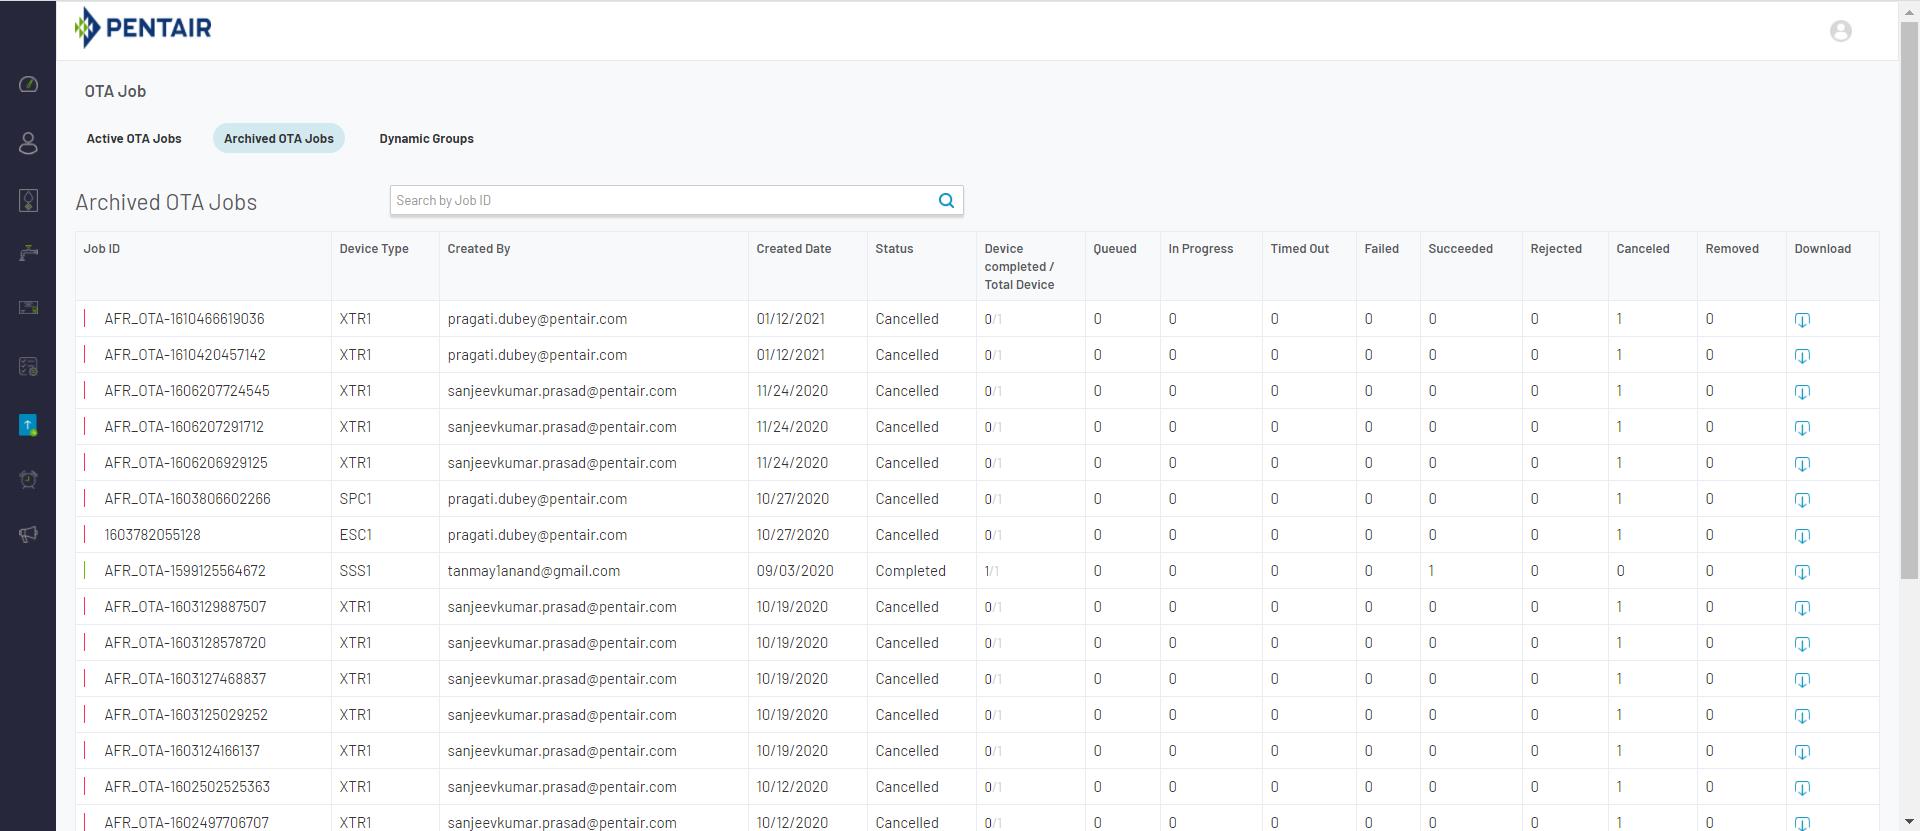 PENTAIR
OTA Job
Active OTA Jobs Archived OTA Jobs Dynamic Groups
Archived OTA Jobs Search by Job ID
Job ID Device Type Created By Created Date Status Device completed / Total Device Queued In Progress Timed Out Failed Succeeded Rejected Canceled Removed Download
AFR_OTA-1610466619036 XTR1 pragati.dubey@pentair.com 01/12/2021 Cancelled 0/1 0 0 0 0 0 0 1 0
AFR_OTA-1610420457142 XTR1 pragati.dubey@pentair.com 01/12/2021 Cancelled 0/1 0 0 0 0 0 0 1 0
AFR_OTA-1606207724545 XTR1 sanjeevkumar.prasad@pentair.com 11/24/2020 Cancelled 0/1 0 0 0 0 0 0 1 0
AFR_OTA-1606207291712 XTR1 sanjeevkumar.prasad@pentair.com 11/24/2020 Cancelled 0/1 0 0 0 0 0 0 1 0
AFR_OTA-1606206929125 XTR1 sanjeevkumar.prasad@pentair.com 11/24/2020 Cancelled 0/1 0 0 0 0 0 0 1 0
AFR_OTA-1603806602266 SPC1 pragati.dubey@pentair.com 10/27/2020 Cancelled 0/1 0 0 0 0 0 0 1 0
1603782055128 ESC1 pragati.dubey@pentair.com 10/27/2020 Cancelled 0/1 0 0 0 0 0 0 1 0
AFR_OTA-1599125564672 SSS1 tanmay1anand@gmail.com 09/03/2020 Completed 1/1 0 0 0 0 1 0 0 0
AFR_OTA-1603129887507 XTR1 sanjeevkumar.prasad@pentair.com 10/19/2020 Cancelled 0/1 0 0 0 0 0 0 1 0
AFR_OTA-1603128578720 XTR1 sanjeevkumar.prasad@pentair.com 10/19/2020 Cancelled 0/1 0 0 0 0 0 0 1 0
AFR_OTA-1603127468837 XTR1 sanjeevkumar.prasad@pentair.com 10/19/2020 Cancelled 0/1 0 0 0 0 0 0 1 0
AFR_OTA-1603125029252 XTR1 sanjeevkumar.prasad@pentair.com 10/19/2020 Cancelled 0/1 0 0 0 0 0 0 1 0
AFR_OTA-1603124166137 XTR1 sanjeevkumar.prasad@pentair.com 10/19/2020 Cancelled 0/1 0 0 0 0 0 0 1 0
AFR_OTA-1602502525363 XTR1 sanjeevkumar.prasad@pentair.com 10/12/2020 Cancelled 0/1 0 0 0 0 0 0 1 0
AFR_OTA-1602497706707 XTR1 sanjeevkumar.prasad@pentair.com 10/12/2020 Cancelled 0/1 0 0 0 0 0 0 1 0